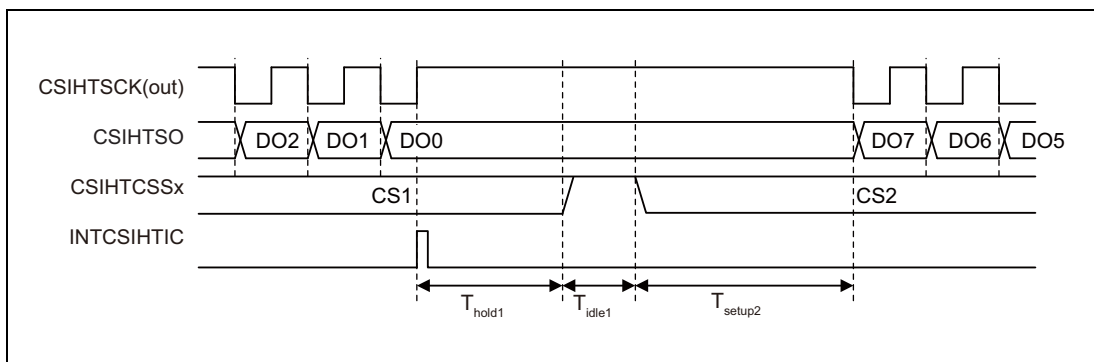 CSIHTSCK(out)
CSIHTSO
DO2 DO1 DO0 DO7 DO6 DO5
CSIHTCSSx
CS1 CS2
INTCSIHTIC
Thold1 Tidle1 Tsetup2